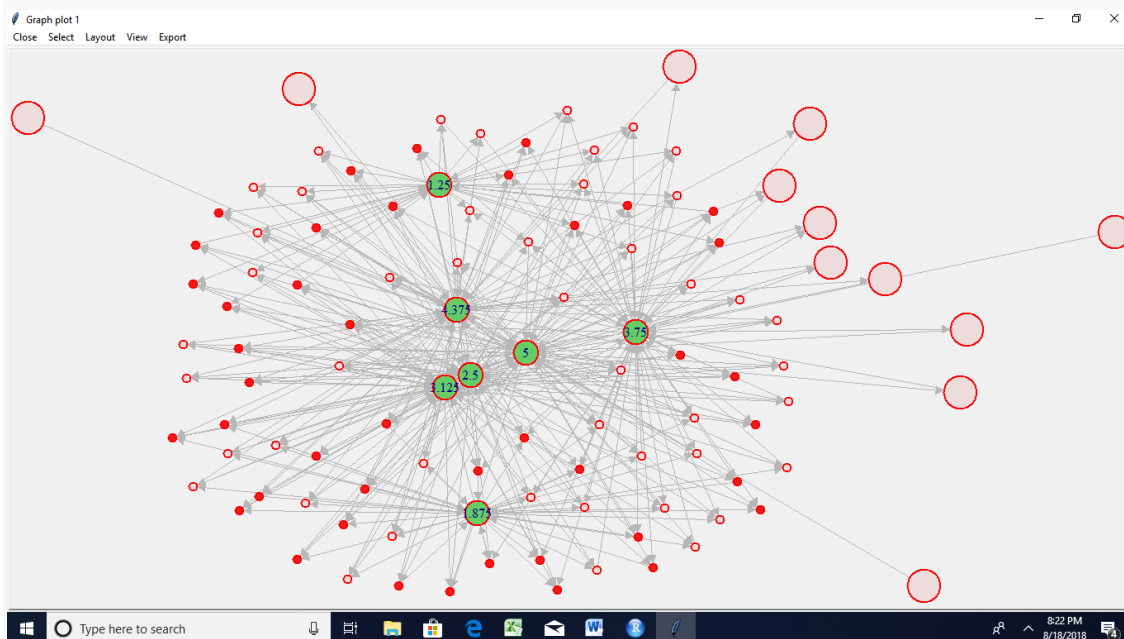 Graph plot 1
Close Select Layout View Export
1.25
4.375
3.75
5
2.5
3.125
1.875
Type here to search
8:22 PM
8/18/2018
4